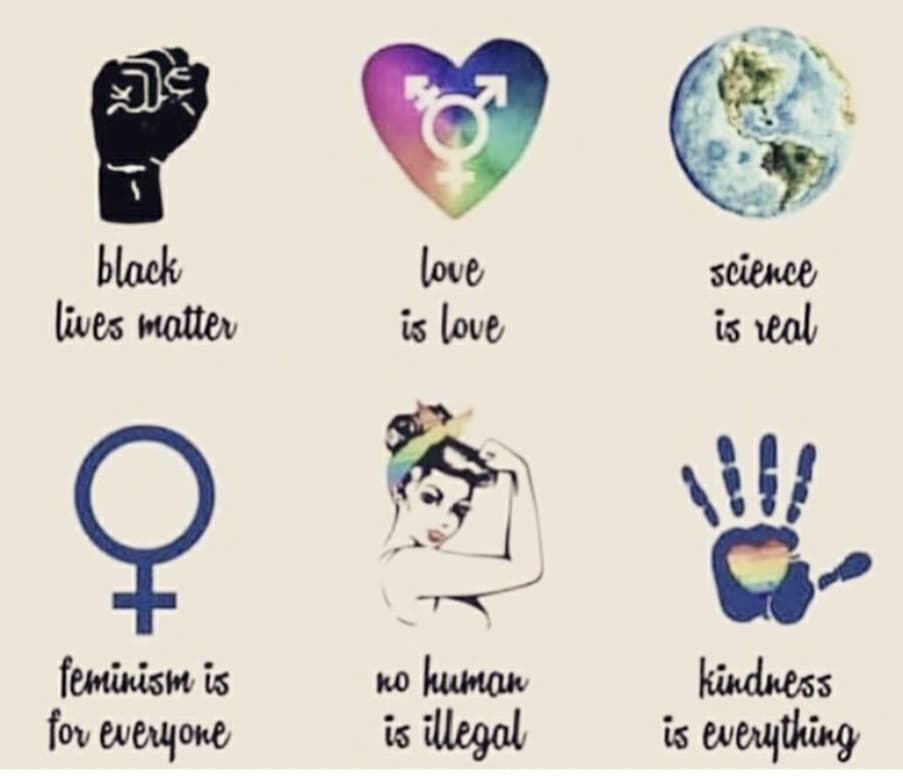 black
lives matter
love
is love
science
is real
feminism is
for everyone
no human
is illegal
kindness
is everything